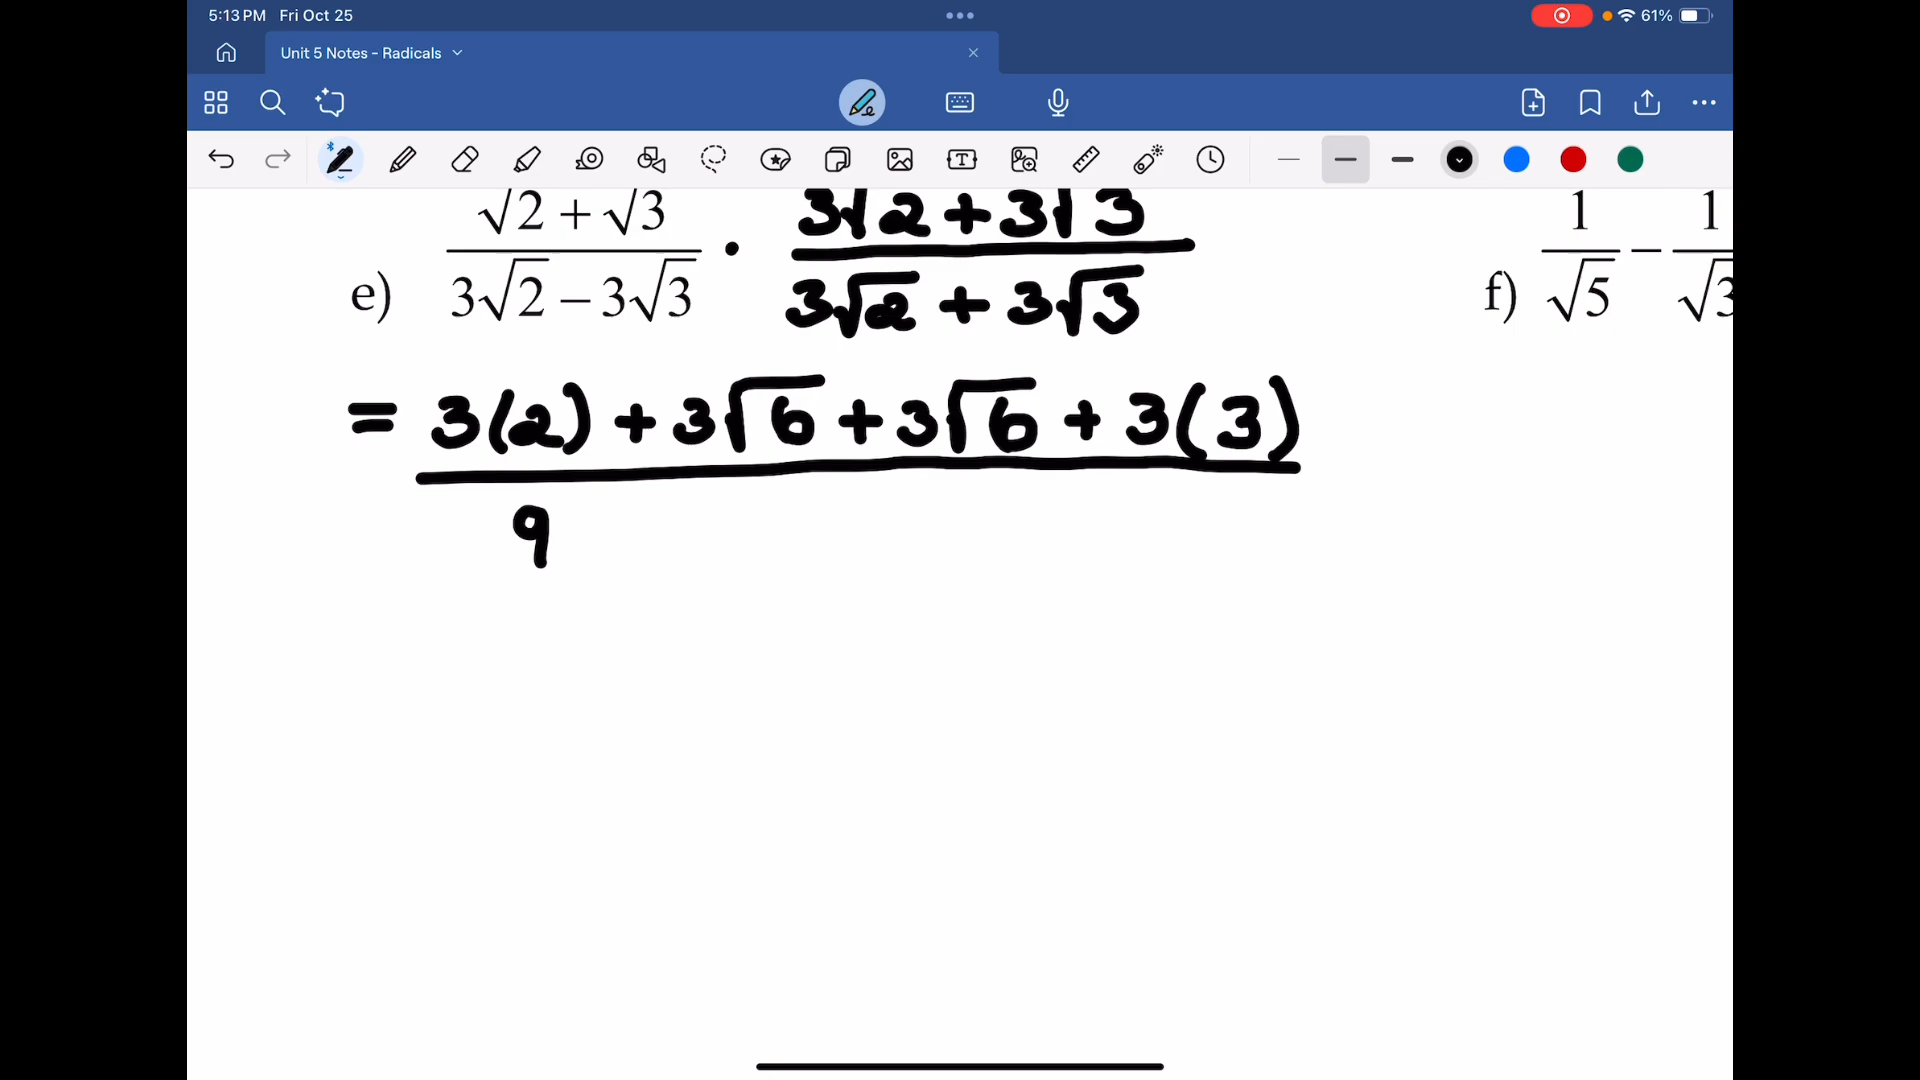 5:13 PM Fri Oct 25 61%
Unit 5 Notes - Radicals
e) (√2 + √3)/(3√2 − 3√3) · (3√2 + 3√3)/(3√2 + 3√3)
f) 1/√5 − 1/√3
= 3(2) + 3√6 + 3√6 + 3(3)
9